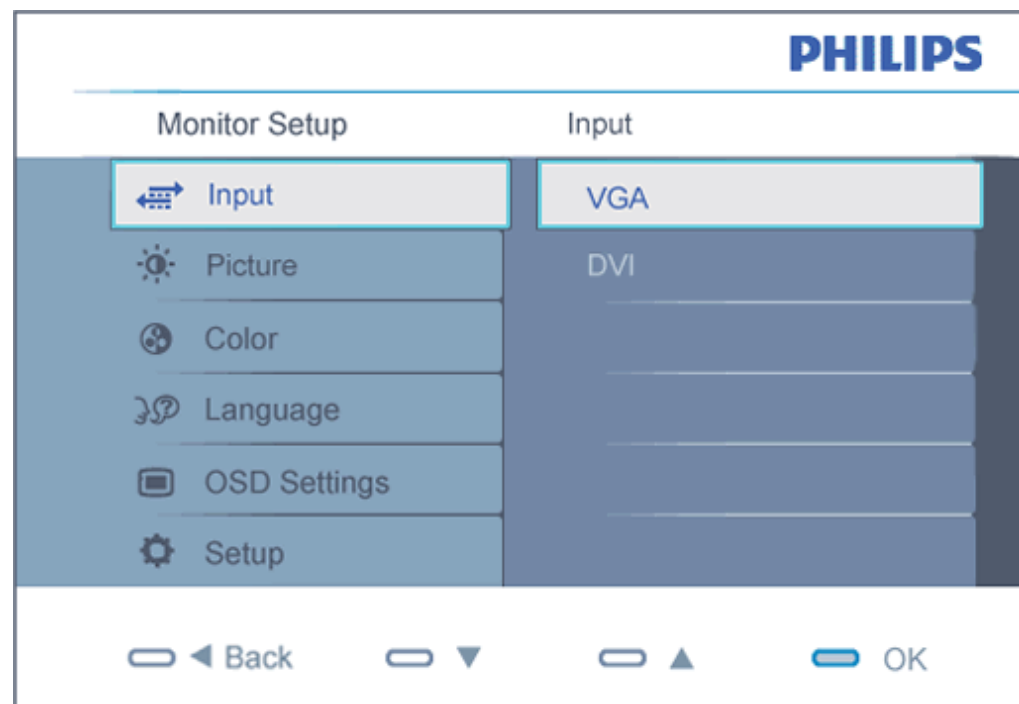 PHILIPS
Monitor Setup Input
Input VGA
Picture DVI
Color
Language
OSD Settings
Setup
Back OK